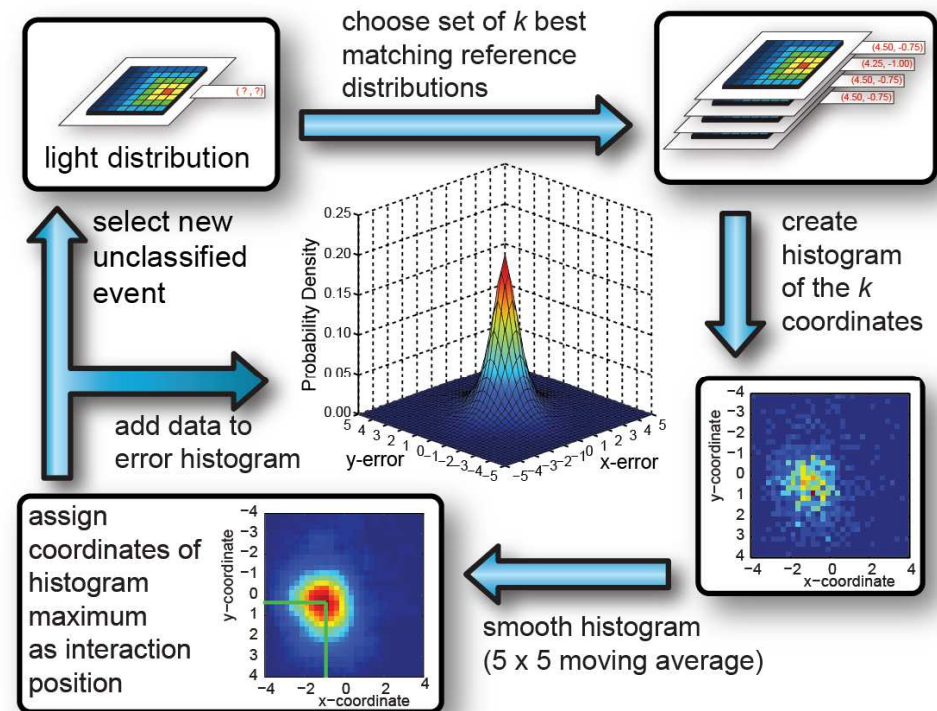 choose set of k best
matching reference
distributions
( ? , ?)
light distribution
(4.50, -0.75)
(4.25, -1.00)
(4.50, -0.75)
(4.50, -0.75)
select new
unclassified
event
create
histogram
of the k
coordinates
Probability Density
0.25
0.20
0.15
0.10
0.05
0.00
5 4 3 2 1 0 −1 −2 −3 −4 −5
y-error
−5 −4 −3 −2 −1 0 1 2 3 4 5
x-error
add data to
error histogram
y−coordinate
−4
−3
−2
−1
0
1
2
3
4
−4 −2 0 2 4
x−coordinate
smooth histogram
(5 x 5 moving average)
assign
coordinates of
histogram
maximum
as interaction
position
y−coordinate
−4
−3
−2
−1
0
1
2
3
4
−4 −2 0 2 4
x−coordinate